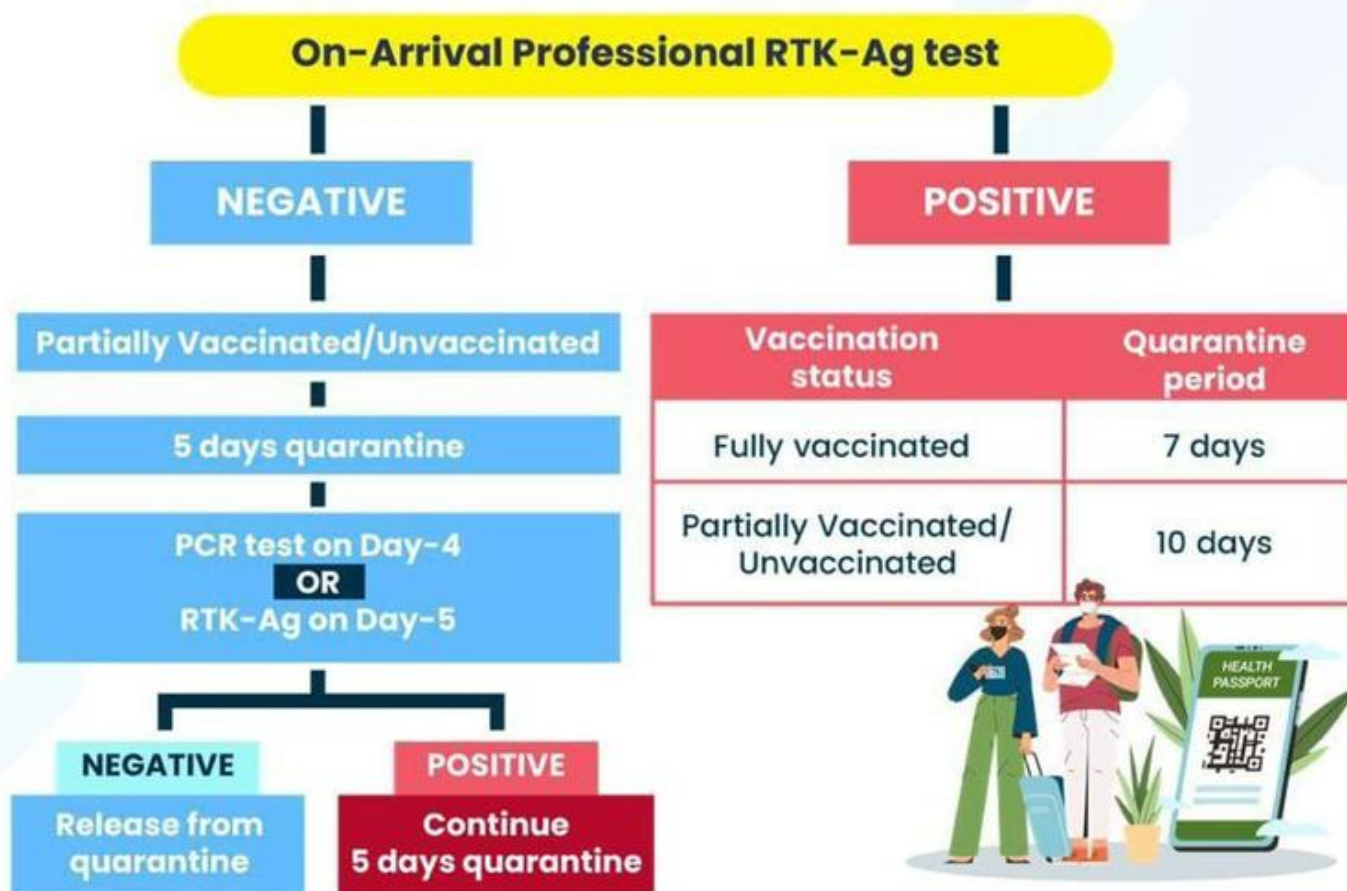 On-Arrival Professional RTK-Ag test
NEGATIVE
Partially Vaccinated/Unvaccinated
5 days quarantine
PCR test on Day-4
OR
RTK-Ag on Day-5
NEGATIVE
Release from
quarantine
POSITIVE
Continue
5 days quarantine
POSITIVE
Vaccination
status
Quarantine
period
Fully vaccinated
7 days
Partially Vaccinated/
Unvaccinated
10 days
HEALTH
PASSPORT